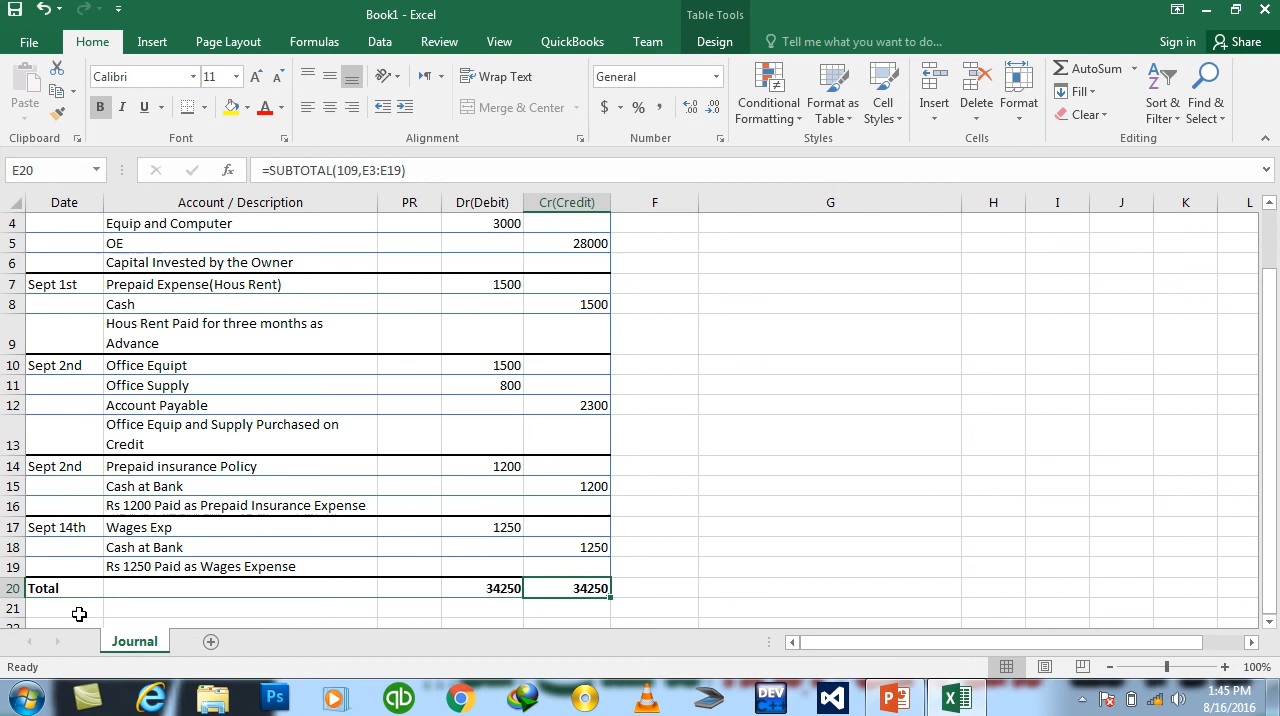 Book1 - Excel
Table Tools
File Home Insert Page Layout Formulas Data Review View QuickBooks Team Design Tell me what you want to do... Sign in Share
Paste
Calibri 11
B I U A
Wrap Text
Merge & Center
General
$ % ,
Conditional Formatting
Format as Table
Cell Styles
Insert
Delete
Format
AutoSum
Fill
Clear
Sort & Filter
Find & Select
Clipboard Font Alignment Number Styles Cells Editing
E20 fx =SUBTOTAL(109,E3:E19)
Date Account / Description PR Dr(Debit) Cr(Credit) F G H I J K L
4 Equip and Computer 3000
5 OE 28000
6 Capital Invested by the Owner
7 Sept 1st Prepaid Expense(Hous Rent) 1500
8 Cash 1500
Hous Rent Paid for three months as
9 Advance
10 Sept 2nd Office Equipt 1500
11 Office Supply 800
12 Account Payable 2300
Office Equip and Supply Purchased on
13 Credit
14 Sept 2nd Prepaid insurance Policy 1200
15 Cash at Bank 1200
16 Rs 1200 Paid as Prepaid Insurance Expense
17 Sept 14th Wages Exp 1250
18 Cash at Bank 1250
19 Rs 1250 Paid as Wages Expense
20 Total 34250 34250
21
Journal
Ready 100%
Ps qb DEV C++
1:45 PM
8/16/2016